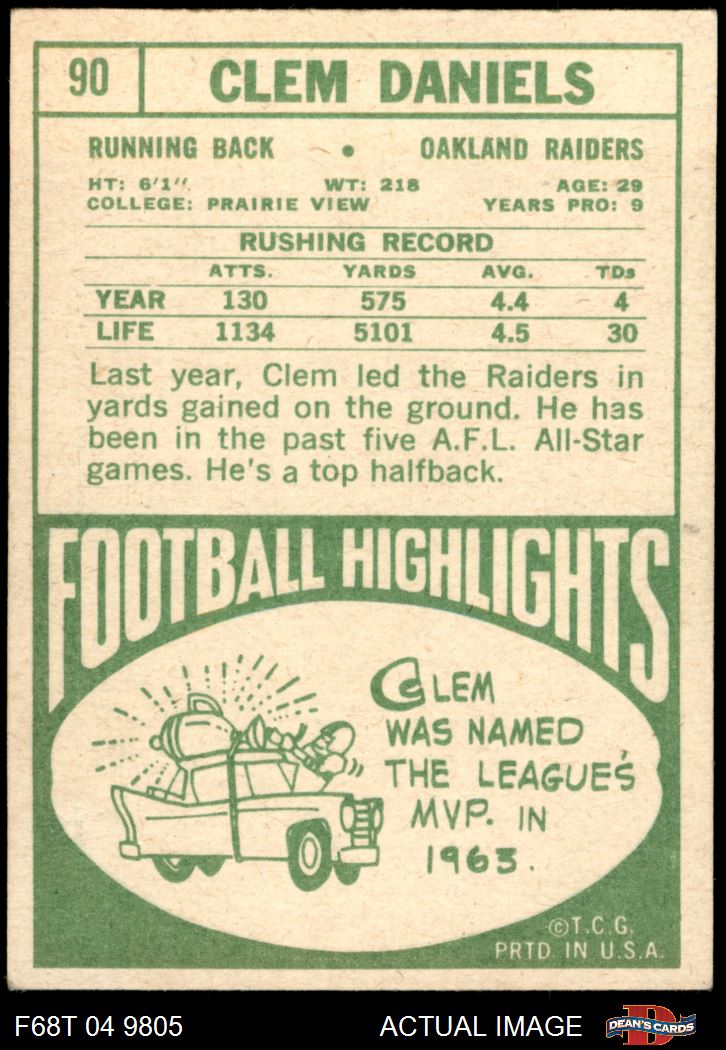 90 CLEM DANIELS
RUNNING BACK • OAKLAND RAIDERS
HT: 6'1" WT: 218 AGE: 29
COLLEGE: PRAIRIE VIEW YEARS PRO: 9
RUSHING RECORD
ATTS. YARDS AVG. TDs
YEAR 130 575 4.4 4
LIFE 1134 5101 4.5 30
Last year, Clem led the Raiders in
yards gained on the ground. He has
been in the past five A.F.L. All-Star
games. He's a top halfback.
FOOTBALL HIGHLIGHTS
CLEM
WAS NAMED
THE LEAGUE'S
MVP. IN
1963.
©T.C.G.
PRTD IN U.S.A.
F68T 04 9805 ACTUAL IMAGE D DEAN'S CARDS